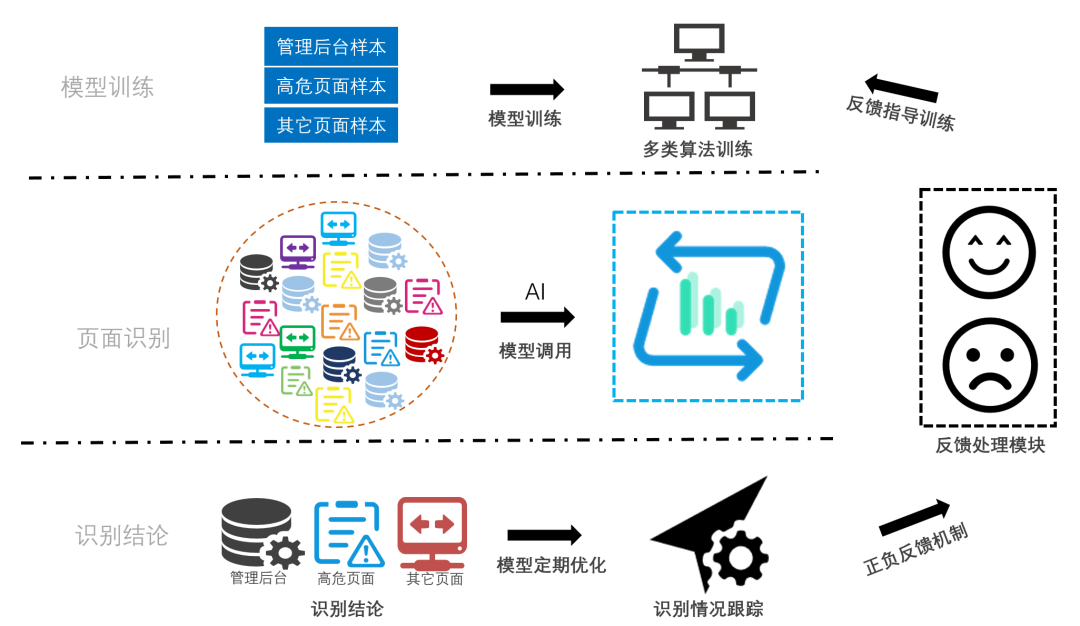 管理后台样本
模型训练
高危页面样本
其它页面样本
模型训练
多类算法训练
反馈指导训练
页面识别
AI
模型调用
反馈处理模块
识别结论
管理后台
高危页面
其它页面
识别结论
模型定期优化
识别情况跟踪
正负反馈机制